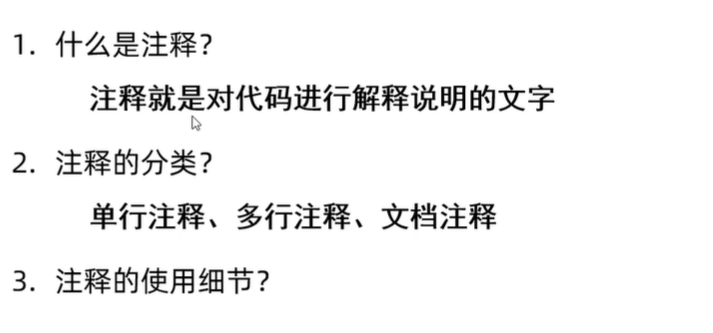 1. 什么是注释？
注释就是对代码进行解释说明的文字
2. 注释的分类？
单行注释、多行注释、文档注释
3. 注释的使用细节？